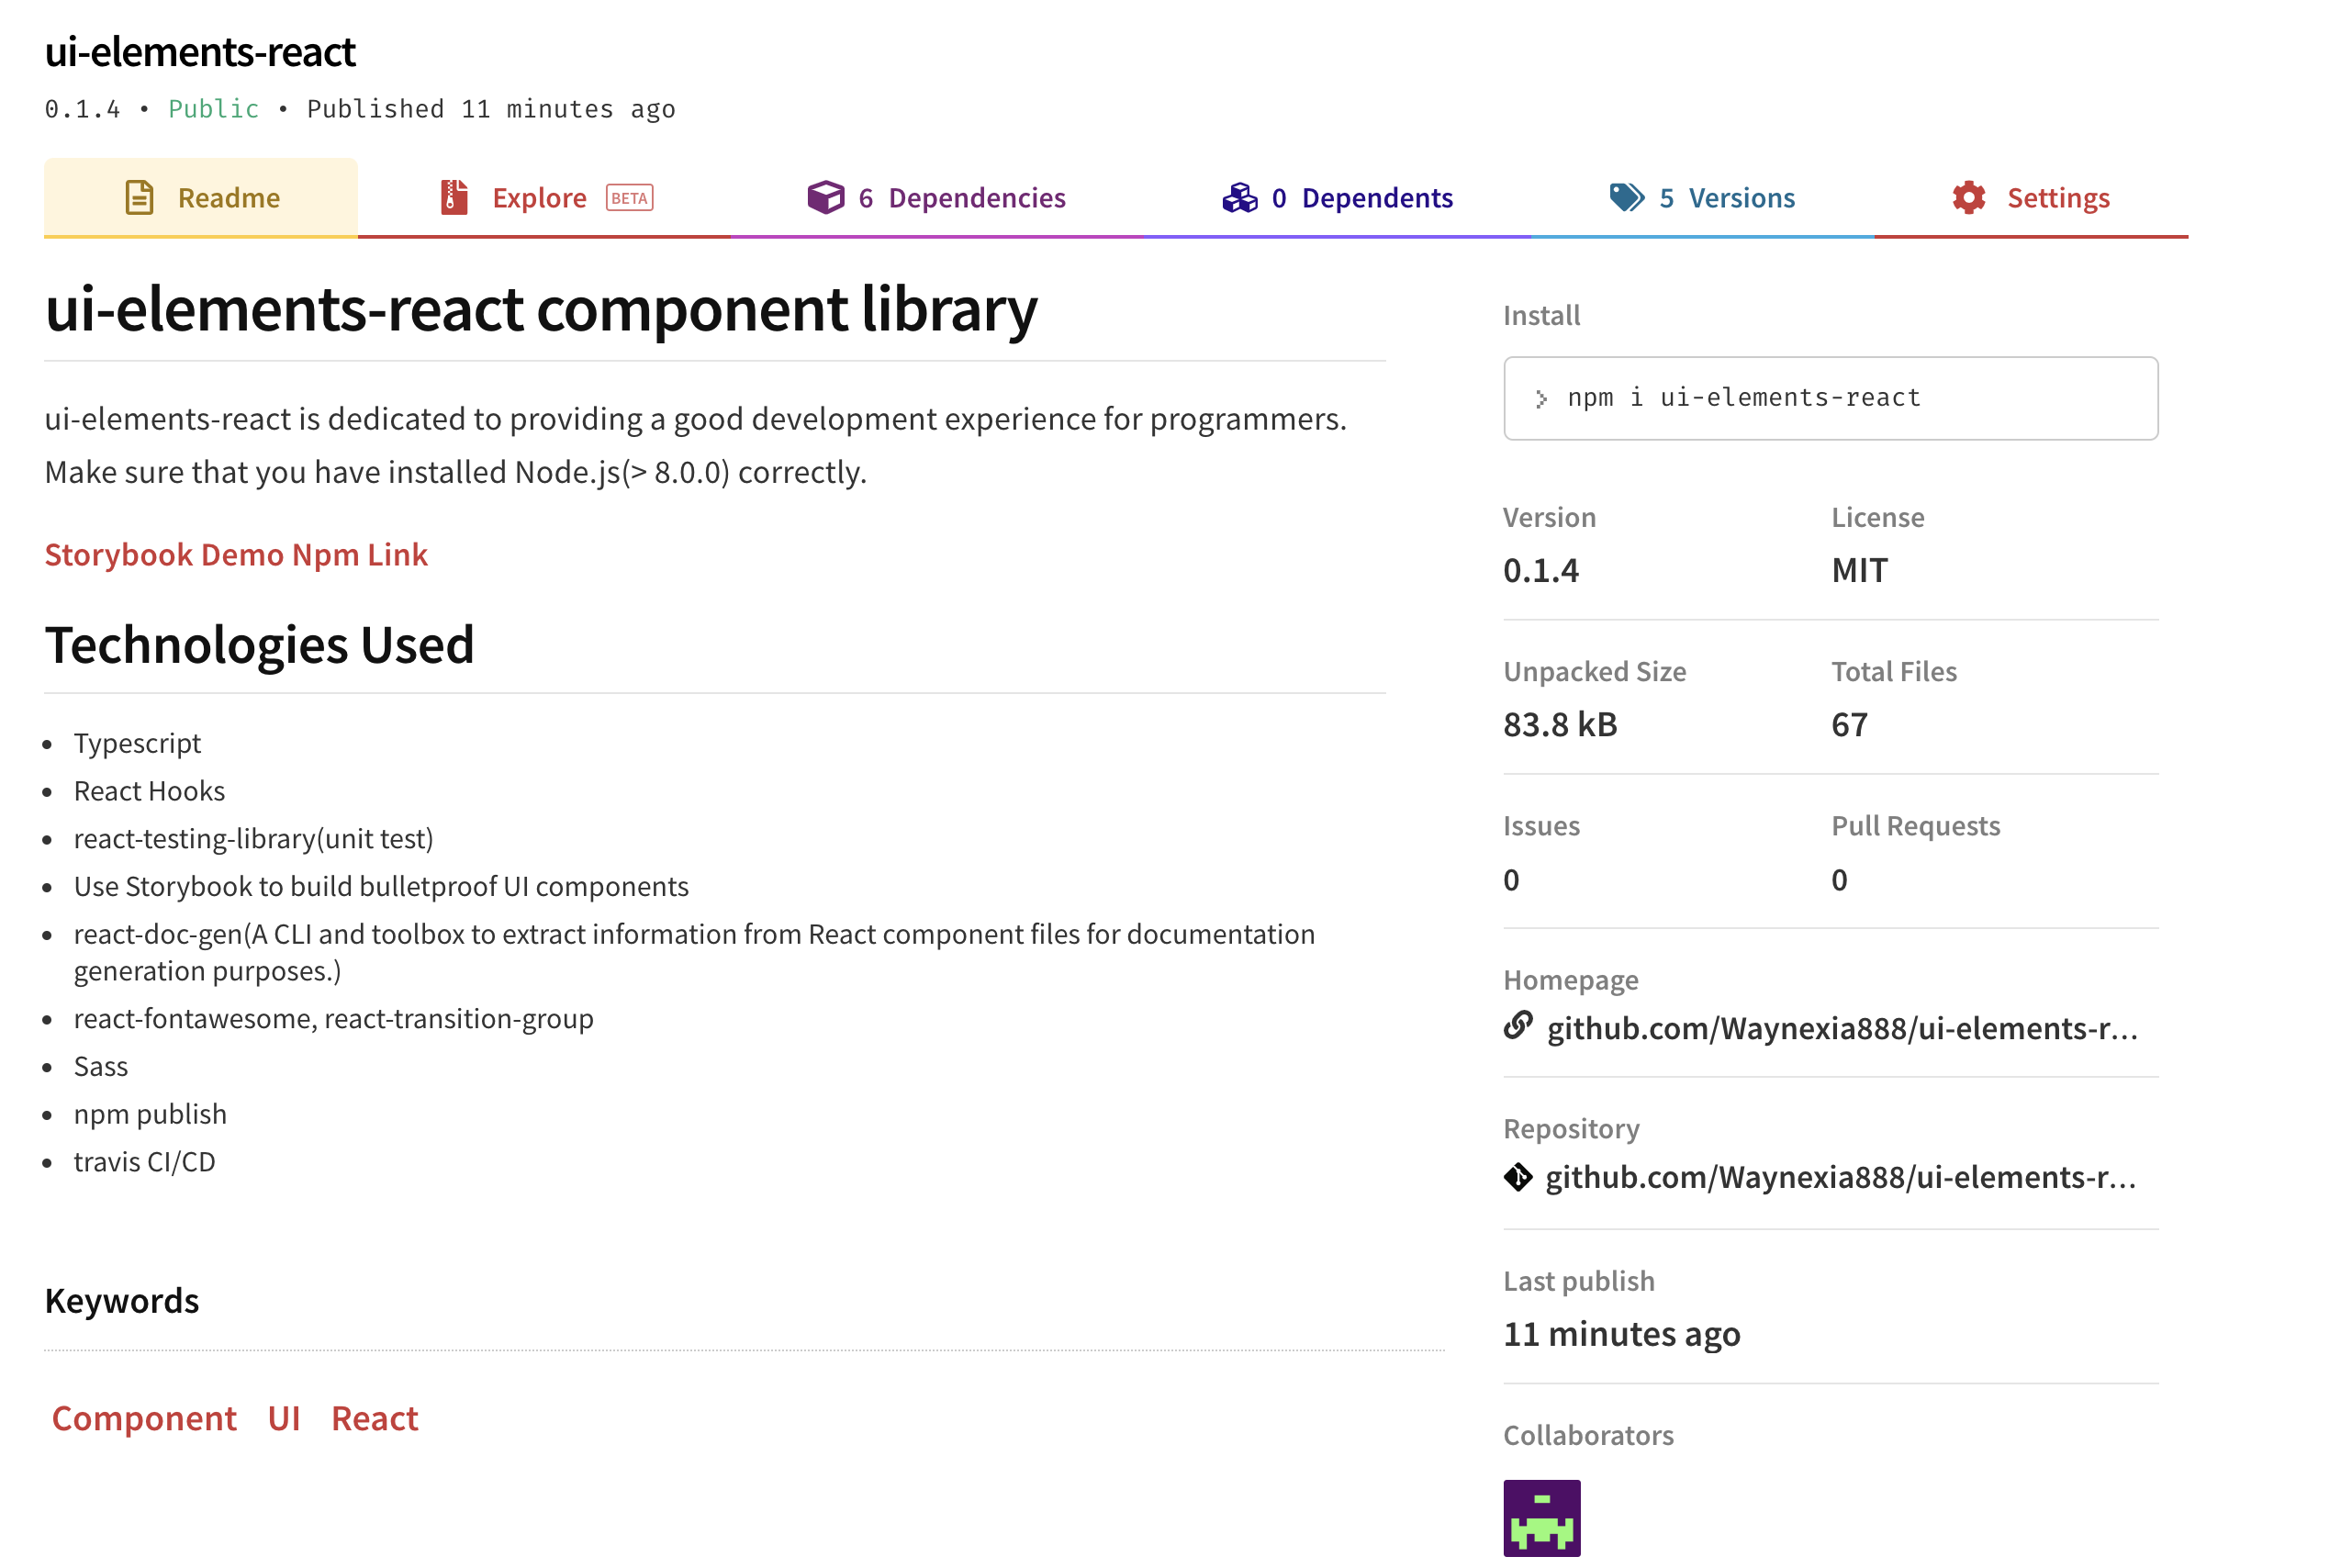 ui-elements-react
0.1.4 • Public • Published 11 minutes ago
Readme
Explore BETA
6 Dependencies
0 Dependents
5 Versions
Settings
ui-elements-react component library
ui-elements-react is dedicated to providing a good development experience for programmers.
Make sure that you have installed Node.js(> 8.0.0) correctly.
Storybook Demo Npm Link
Technologies Used
• Typescript
• React Hooks
• react-testing-library(unit test)
• Use Storybook to build bulletproof UI components
• react-doc-gen(A CLI and toolbox to extract information from React component files for documentation
generation purposes.)
• react-fontawesome, react-transition-group
• Sass
• npm publish
• travis CI/CD
Keywords
Component UI React
Install
npm i ui-elements-react
Version
0.1.4
License
MIT
Unpacked Size
83.8 kB
Total Files
67
Issues
0
Pull Requests
0
Homepage
github.com/Waynexia888/ui-elements-r...
Repository
github.com/Waynexia888/ui-elements-r...
Last publish
11 minutes ago
Collaborators